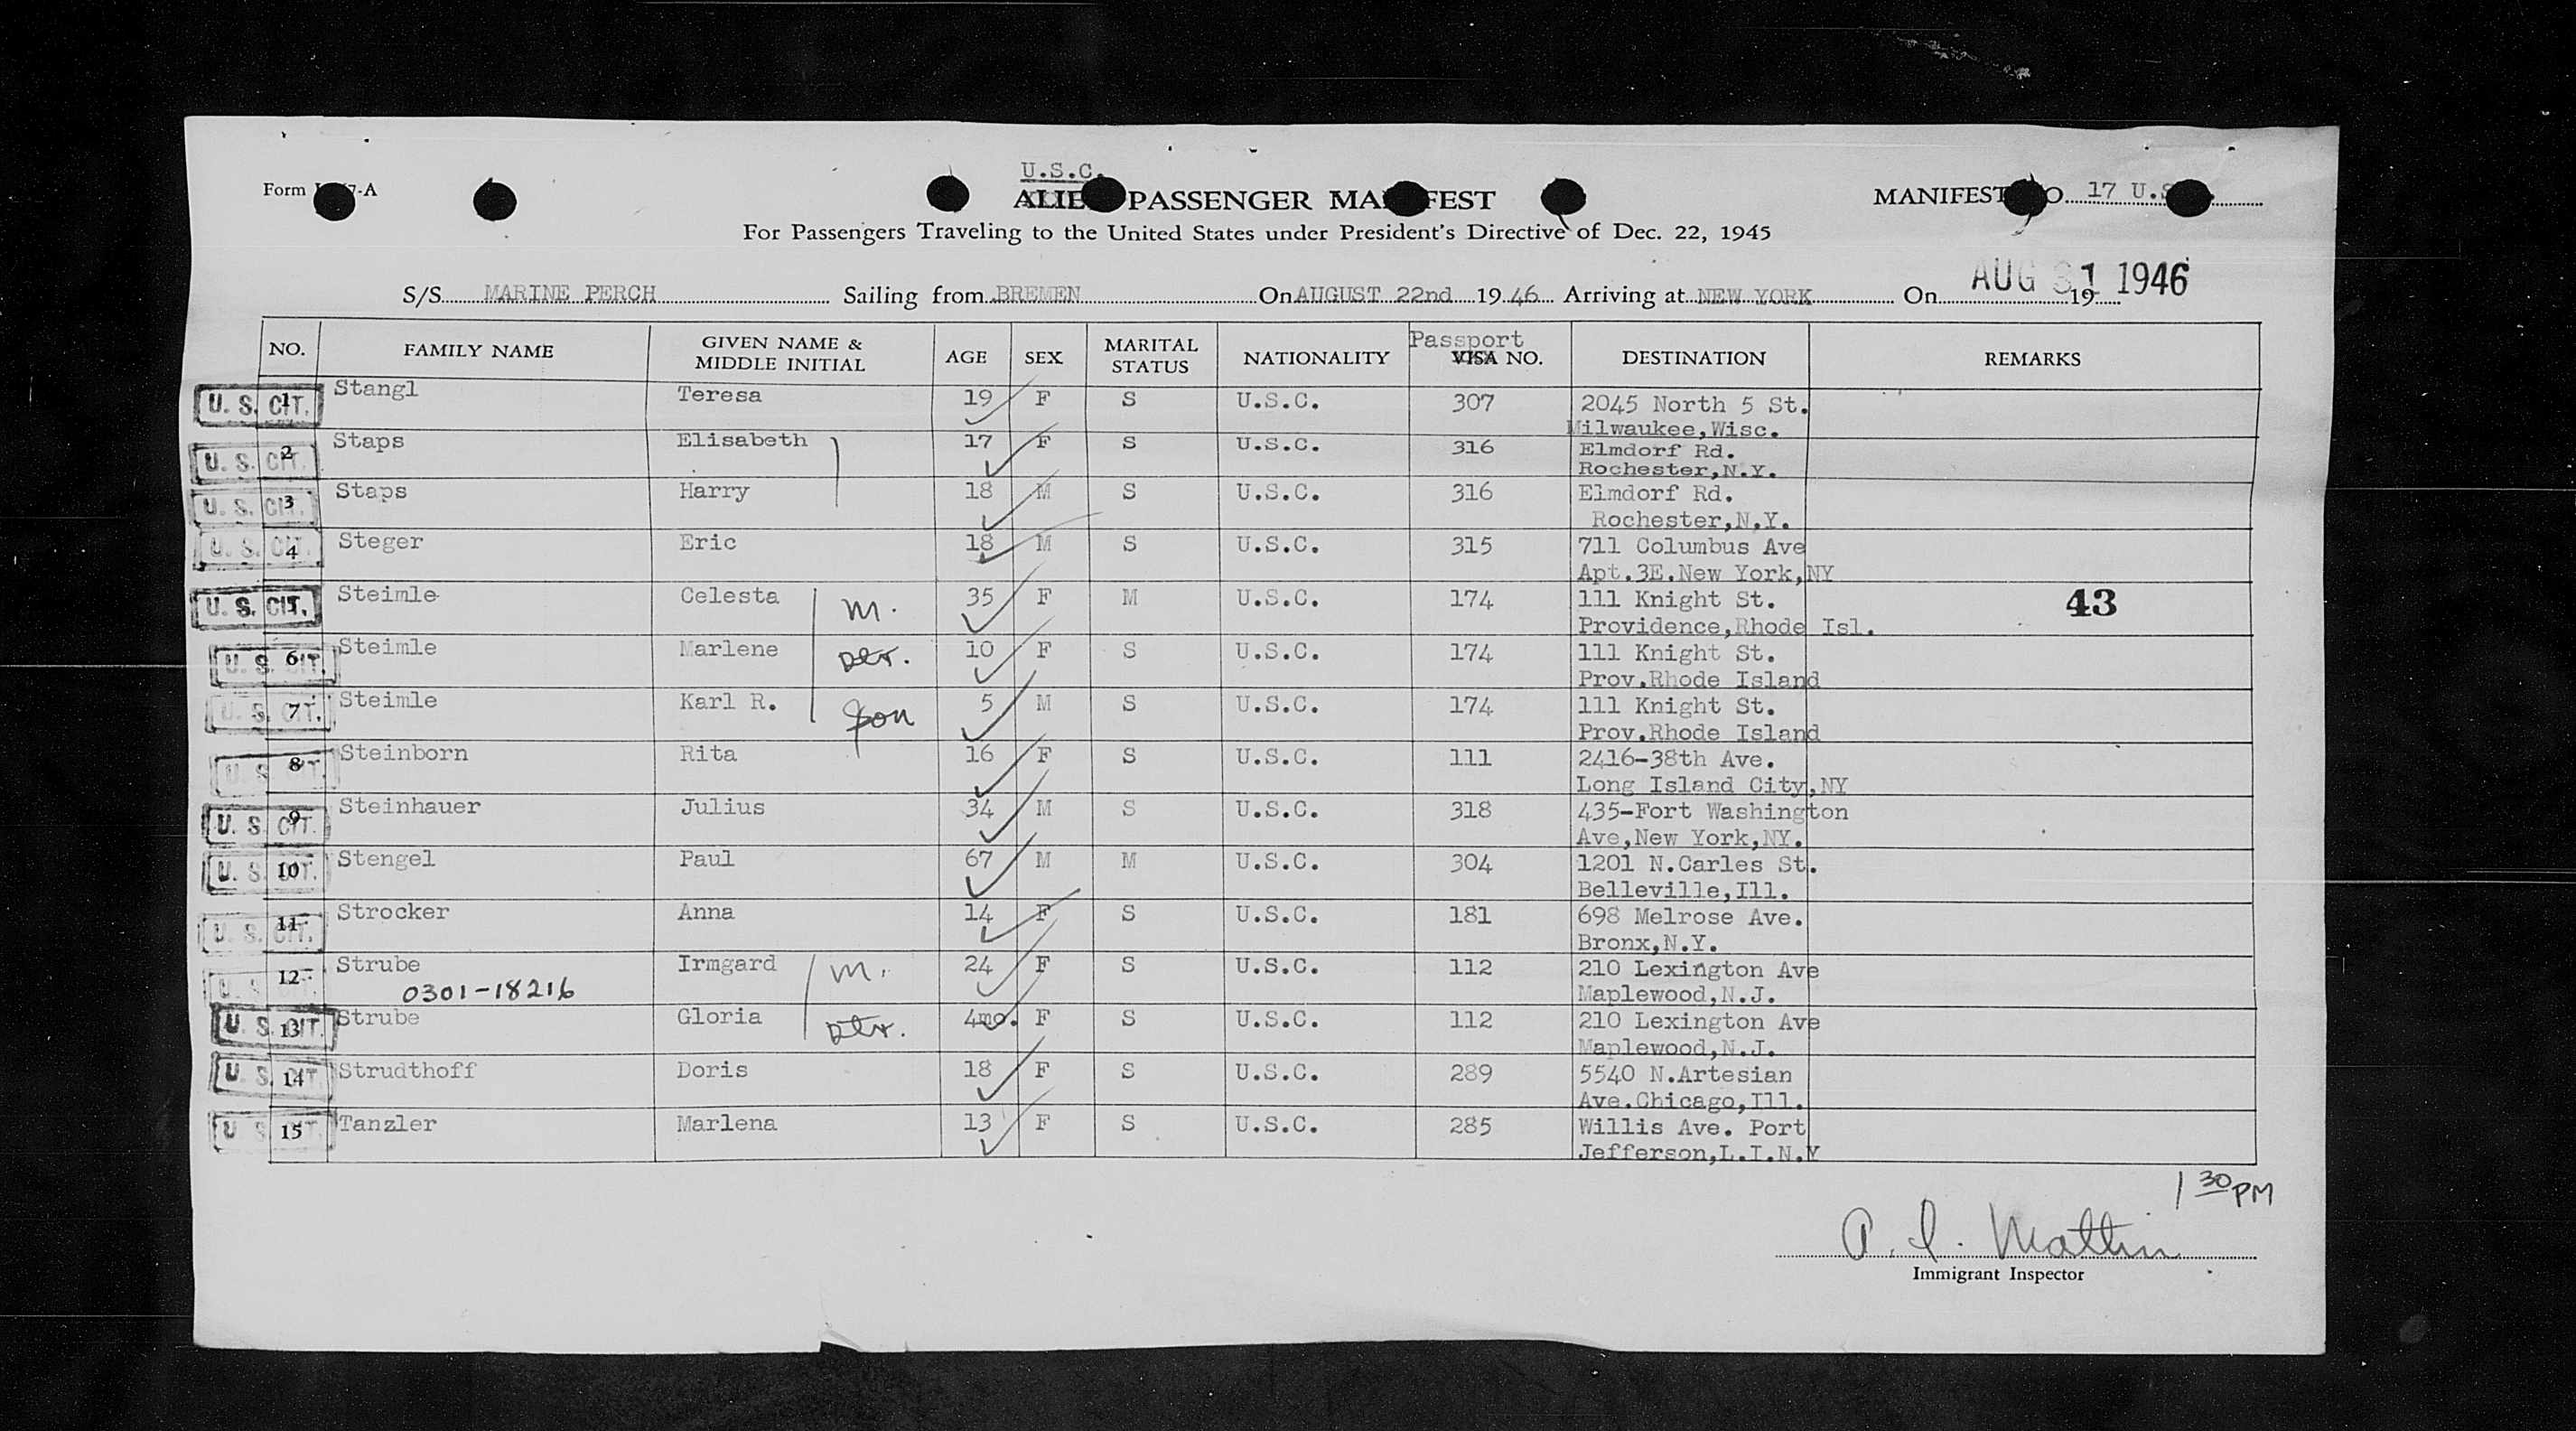 U.S.C.
Form I-67-A
ALIEN PASSENGER MANIFEST
MANIFEST NO. 17 U.S.
For Passengers Traveling to the United States under President's Directive of Dec. 22, 1945
S/S MARINE PERCH Sailing from BREMEN On AUGUST 22nd 1946 Arriving at NEW YORK On AUG 31 1946 19
NO. FAMILY NAME GIVEN NAME & MIDDLE INITIAL AGE SEX MARITAL STATUS NATIONALITY Passport VISA NO. DESTINATION REMARKS
U. S. CIT. 1 Stangl Teresa 19 F S U.S.C. 307 2045 North 5 St.
Milwaukee,Wisc.
U. S. CIT. 2 Staps Elisabeth 17 F S U.S.C. 316 Elmdorf Rd.
Rochester,N.Y.
U. S. CIT. 3 Staps Harry 18 M S U.S.C. 316 Elmdorf Rd.
Rochester,N.Y.
U. S. CIT. 4 Steger Eric 18 M S U.S.C. 315 711 Columbus Ave
Apt.3E.New York,NY
U. S. CIT. 5 Steimle Celesta m. 35 F M U.S.C. 174 111 Knight St. 43
Providence,Rhode Isl.
U. S. CIT. 6 Steimle Marlene Dtr. 10 F S U.S.C. 174 111 Knight St.
Prov.Rhode Island
U. S. CIT. 7 Steimle Karl R. Son 5 M S U.S.C. 174 111 Knight St.
Prov.Rhode Island
U. S. CIT. 8 Steinborn Rita 16 F S U.S.C. 111 2416-38th Ave.
Long Island City,NY
U. S. CIT. 9 Steinhauer Julius 34 M S U.S.C. 318 435-Fort Washington
Ave,New York,NY.
U. S. CIT. 10 Stengel Paul 67 M M U.S.C. 304 1201 N.Carles St.
Belleville,Ill.
U. S. CIT. 11 Strocker Anna 14 F S U.S.C. 181 698 Melrose Ave.
Bronx,N.Y.
U. S. CIT. 12 Strube Irmgard m. 24 F S U.S.C. 112 210 Lexington Ave
0301-18216 Maplewood,N.J.
U. S. CIT. 13 Strube Gloria Dtr. 4mo. F S U.S.C. 112 210 Lexington Ave
Maplewood,N.J.
U. S. CIT. 14 Strudthoff Doris 18 F S U.S.C. 289 5540 N.Artesian
Ave.Chicago,Ill.
U. S. CIT. 15 Tanzler Marlena 13 F S U.S.C. 285 Willis Ave. Port
Jefferson,L.I.N.Y
1 30 PM
Immigrant Inspector